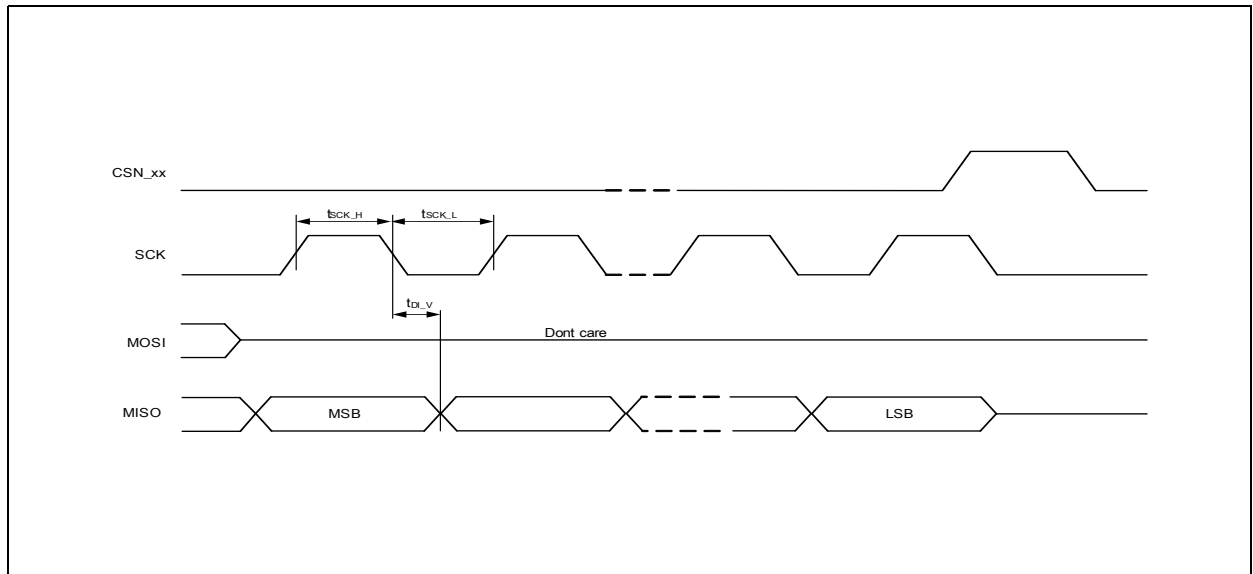 CSN_xx
tSCK_H
tSCK_L
SCK
tDI_V
MOSI
Dont care
MISO
MSB
LSB